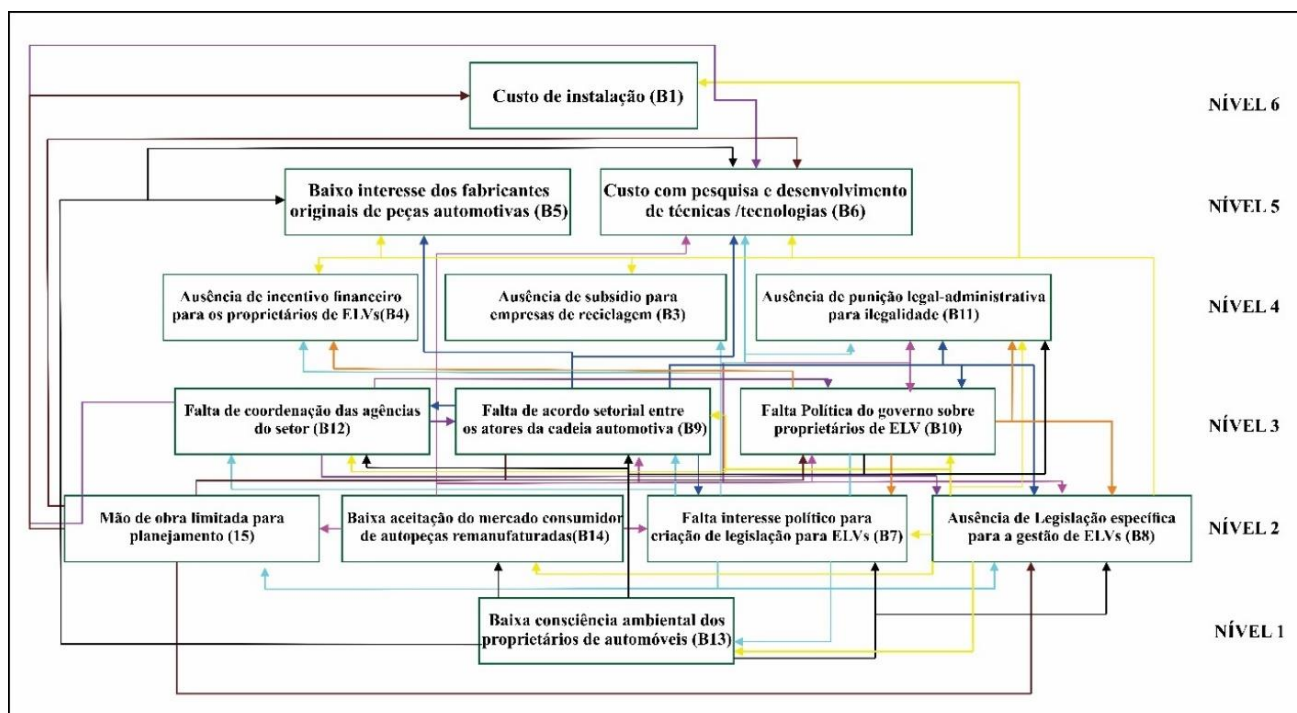 Custo de instalação (B1)
NÍVEL 6
Baixo interesse dos fabricantes
originais de peças automotivas (B5)
Custo com pesquisa e desenvolvimento
de técnicas /tecnologias (B6)
NÍVEL 5
Ausência de incentivo financeiro
para os proprietários de ELVs(B4)
Ausência de subsídio para
empresas de reciclagem (B3)
Ausência de punição legal-administrativa
para ilegalidade (B11)
NÍVEL 4
Falta de coordenação das agências
do setor (B12)
Falta de acordo setorial entre
os atores da cadeia automotiva (B9)
Falta Política do governo sobre
proprietários de ELV (B10)
NÍVEL 3
Mão de obra limitada para
planejamento (15)
Baixa aceitação do mercado consumidor
de autopeças remanufaturadas(B14)
Falta interesse político para
criação de legislação para ELVs (B7)
Ausência de Legislação específica
para a gestão de ELVs (B8)
NÍVEL 2
Baixa consciência ambiental dos
proprietários de automóveis (B13)
NÍVEL 1